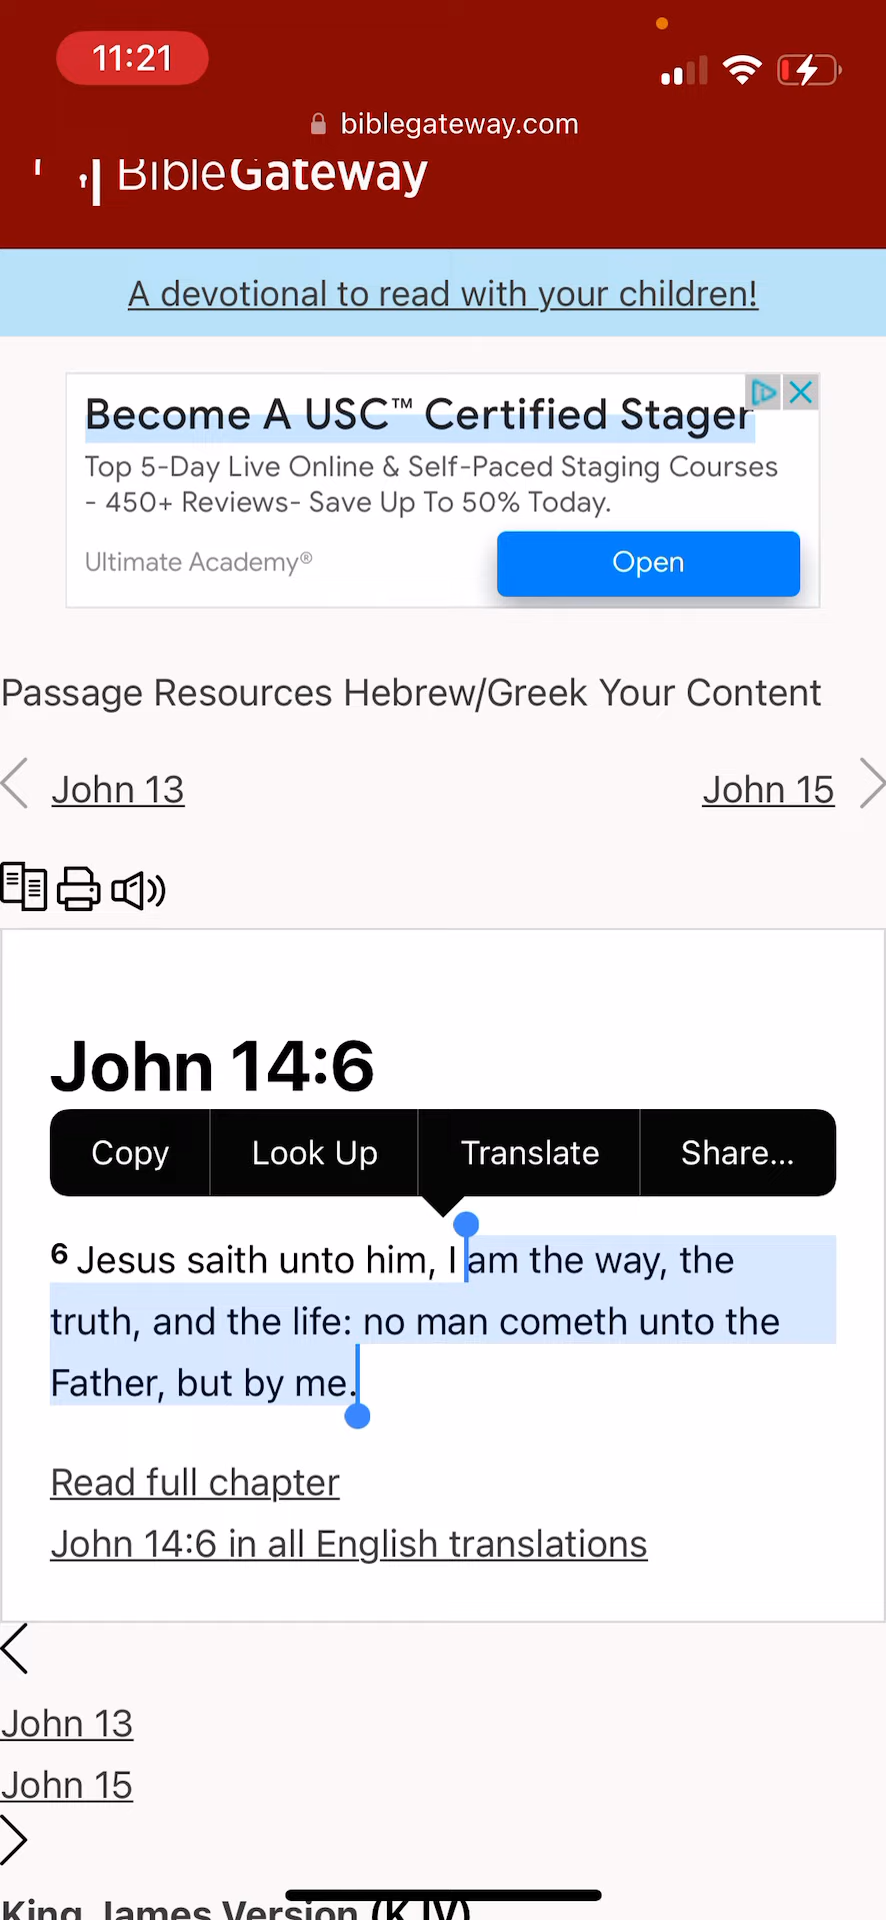 11:21
biblegateway.com
BibleGateway
A devotional to read with your children!
Become A USC™ Certified Stager
Top 5-Day Live Online & Self-Paced Staging Courses
- 450+ Reviews- Save Up To 50% Today.
Ultimate Academy®
Open
Passage Resources Hebrew/Greek Your Content
John 13
John 15
John 14:6
Copy
Look Up
Translate
Share...
6 Jesus saith unto him, I am the way, the
truth, and the life: no man cometh unto the
Father, but by me.
Read full chapter
John 14:6 in all English translations
John 13
John 15
King James Version (KJV)